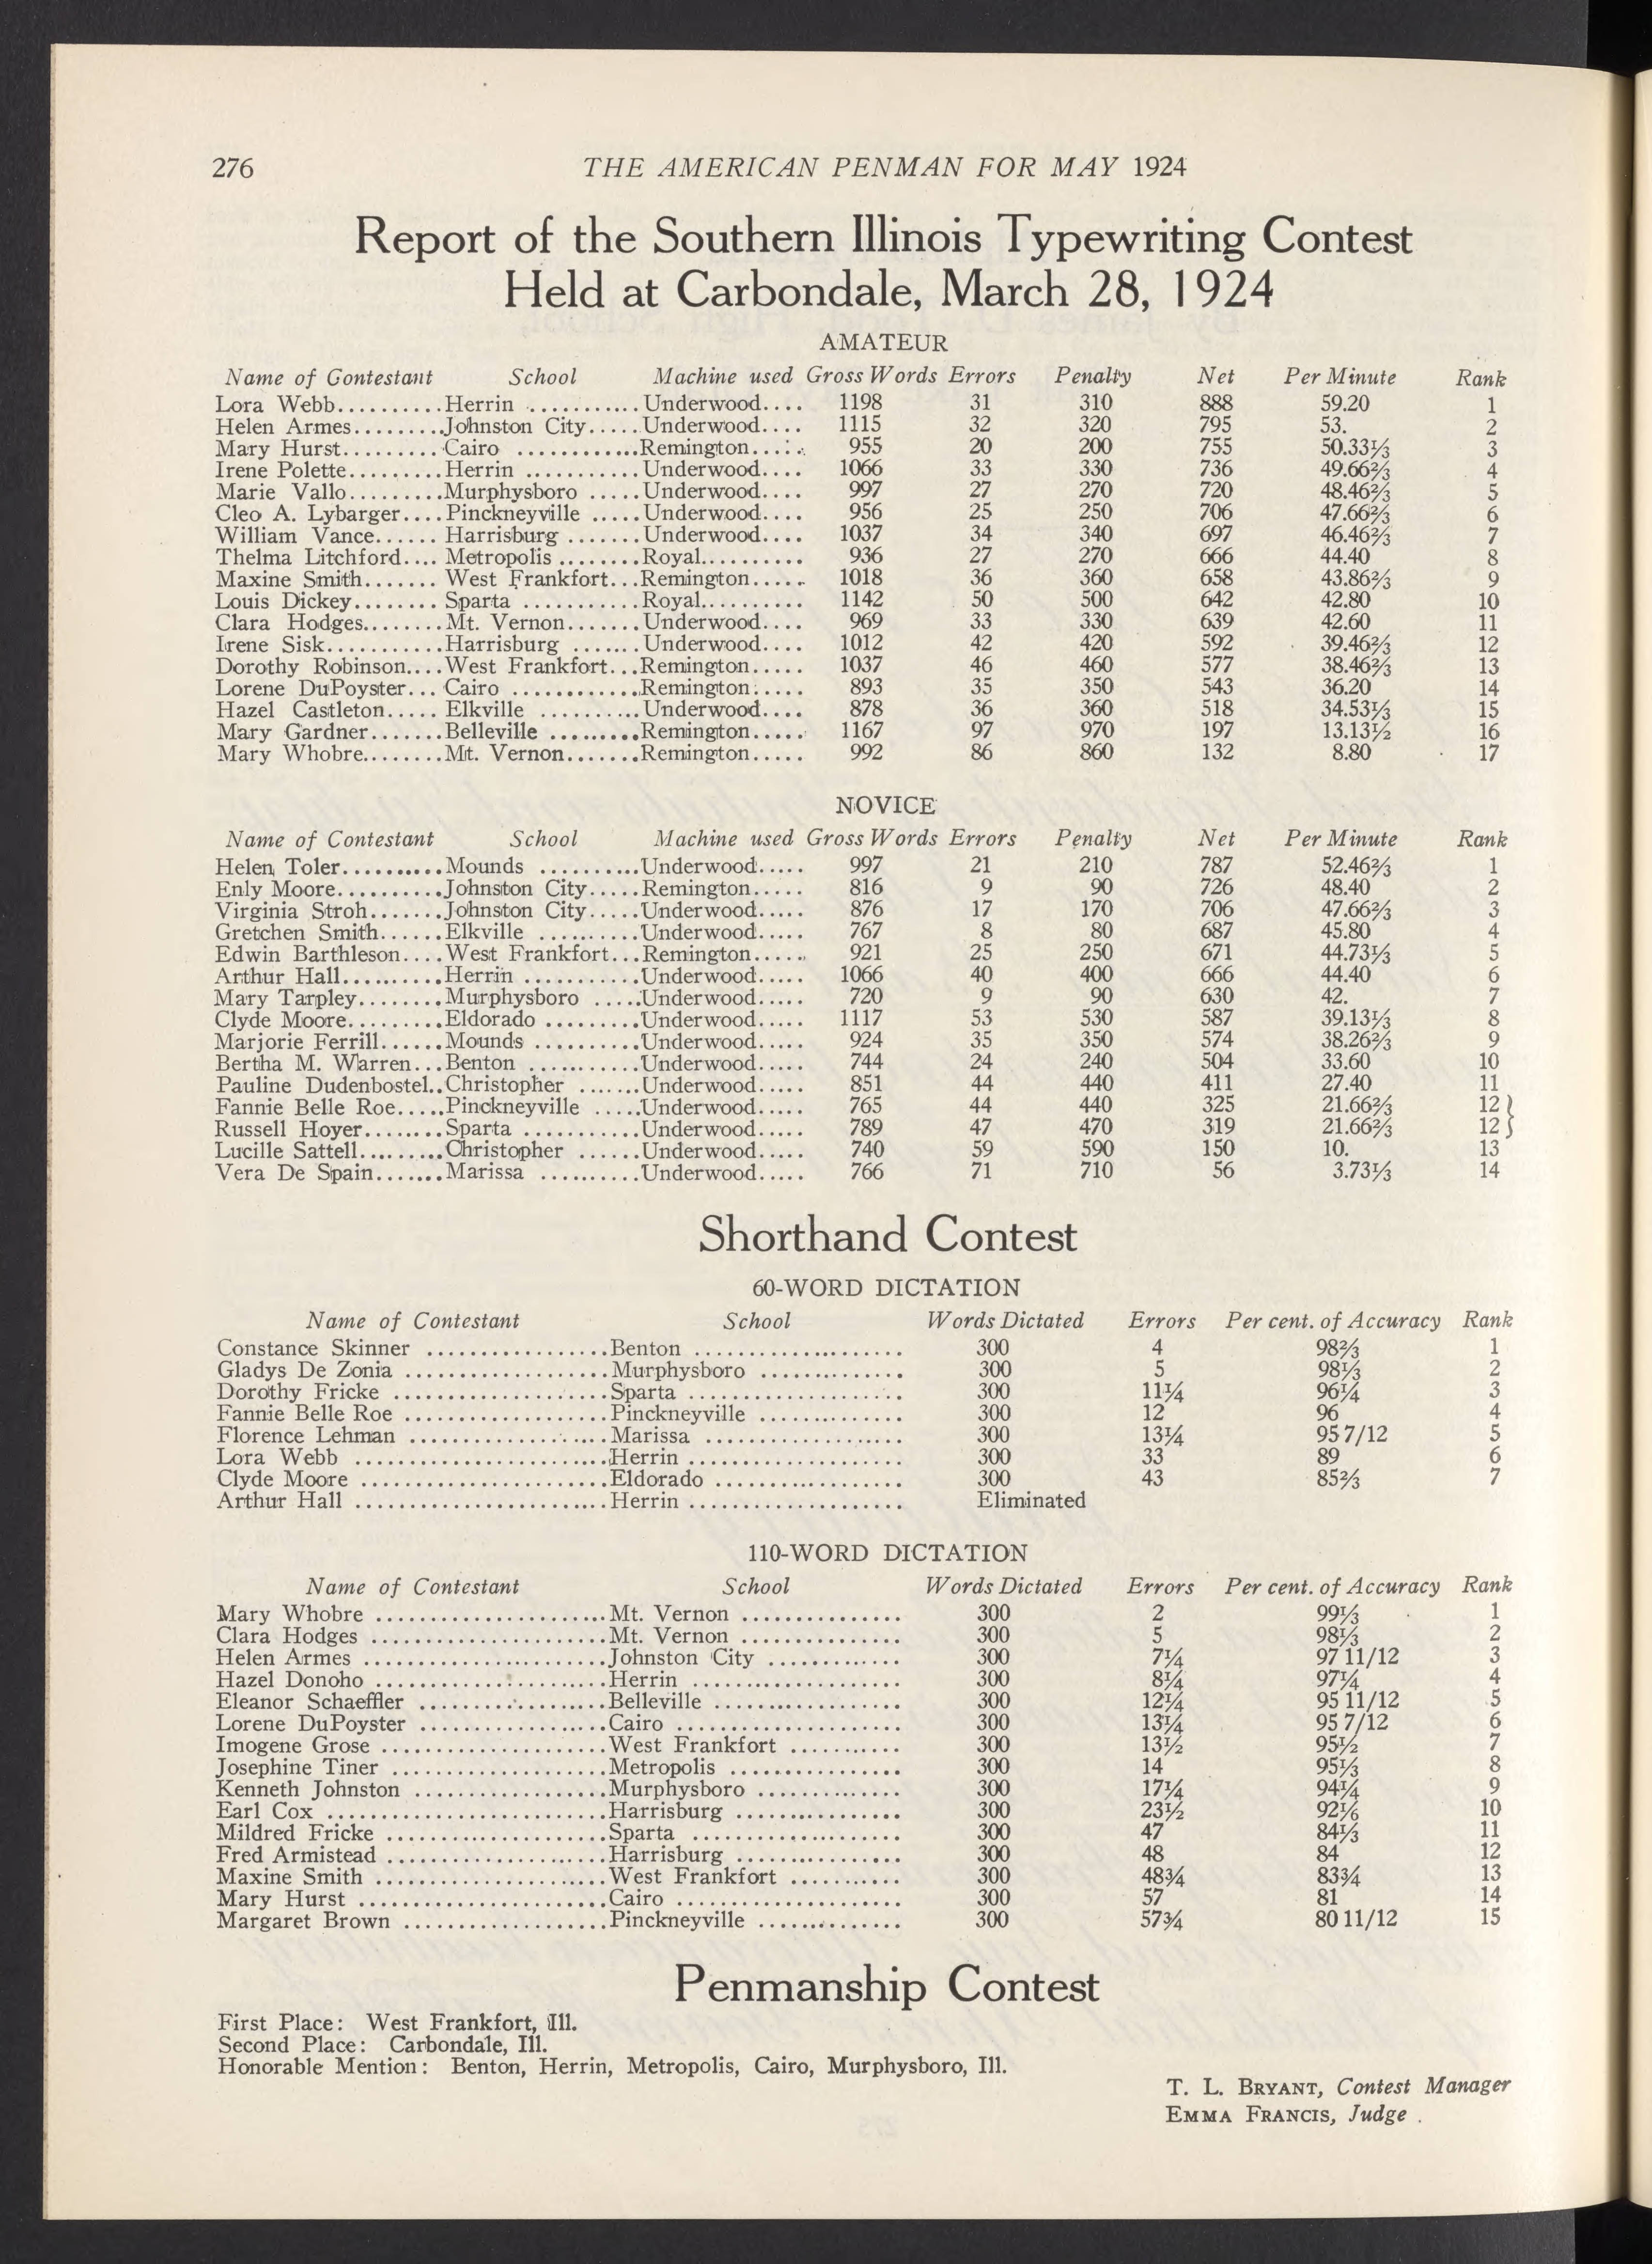 276 THE AMERICAN PENMAN FOR MAY 1924
Report of the Southern Illinois Typewriting Contest
Held at Carbondale, March 28, 1924
AMATEUR
Name of Gontestant School Machine used Gross Words Errors Penalty Net Per Minute Rank
Lora Webb.......... Herrin ............ Underwood.... 1198 31 310 888 59.20 1
Helen Armes......... Johnston City..... Underwood.... 1115 32 320 795 53. 2
Mary Hurst......... Cairo ............ Remington..... 955 20 200 755 50.33⅓ 3
Irene Polette......... Herrin ........... Underwood.... 1066 33 330 736 49.66⅔ 4
Marie Vallo......... Murphysboro ..... Underwood.... 997 27 270 720 48.46⅔ 5
Cleo A. Lybarger.... Pinckneyville ..... Underwood.... 956 25 250 706 47.66⅔ 6
William Vance...... Harrisburg ....... Underwood.... 1037 34 340 697 46.46⅔ 7
Thelma Litchford.... Metropolis ........ Royal.......... 936 27 270 666 44.40 8
Maxine Smith....... West Frankfort... Remington..... 1018 36 360 658 43.86⅔ 9
Louis Dickey........ Sparta ........... Royal.......... 1142 50 500 642 42.80 10
Clara Hodges........ Mt. Vernon....... Underwood.... 969 33 330 639 42.60 11
Irene Sisk........... Harrisburg ....... Underwood.... 1012 42 420 592 39.46⅔ 12
Dorothy Robinson.... West Frankfort... Remington..... 1037 46 460 577 38.46⅔ 13
Lorene DuPoyster... Cairo ............ Remington..... 893 35 350 543 36.20 14
Hazel Castleton..... Elkville .......... Underwood.... 878 36 360 518 34.53⅓ 15
Mary Gardner....... Belleville ......... Remington..... 1167 97 970 197 13.13½ 16
Mary Whobre........ Mt. Vernon....... Remington..... 992 86 860 132 8.80 17
NOVICE
Name of Contestant School Machine used Gross Words Errors Penalty Net Per Minute Rank
Helen Toler.......... Mounds .......... Underwood..... 997 21 210 787 52.46⅔ 1
Enly Moore.......... Johnston City..... Remington..... 816 9 90 726 48.40 2
Virginia Stroh....... Johnston City..... Underwood..... 876 17 170 706 47.66⅔ 3
Gretchen Smith...... Elkville .......... Underwood..... 767 8 80 687 45.80 4
Edwin Barthleson.... West Frankfort... Remington..... 921 25 250 671 44.73⅓ 5
Arthur Hall.......... Herrin ........... Underwood..... 1066 40 400 666 44.40 6
Mary Tarpley........ Murphysboro ..... Underwood..... 720 9 90 630 42. 7
Clyde Moore......... Eldorado ......... Underwood..... 1117 53 530 587 39.13⅓ 8
Marjorie Ferrill...... Mounds .......... Underwood..... 924 35 350 574 38.26⅔ 9
Bertha M. Warren... Benton ........... Underwood..... 744 24 240 504 33.60 10
Pauline Dudenbostel.. Christopher ....... Underwood..... 851 44 440 411 27.40 11
Fannie Belle Roe..... Pinckneyville ..... Underwood..... 765 44 440 325 21.66⅔ 12 }
Russell Hoyer........ Sparta ........... Underwood..... 789 47 470 319 21.66⅔ 12 }
Lucille Sattell......... Christopher ...... Underwood..... 740 59 590 150 10. 13
Vera De Spain....... Marissa .......... Underwood..... 766 71 710 56 3.73⅓ 14
Shorthand Contest
60-WORD DICTATION
Name of Contestant School Words Dictated Errors Per cent. of Accuracy Rank
Constance Skinner ................. Benton .................... 300 4 98⅔ 1
Gladys De Zonia ................... Murphysboro .............. 300 5 98⅓ 2
Dorothy Fricke .................... Sparta .................... 300 11¼ 96¼ 3
Fannie Belle Roe ................... Pinckneyville .............. 300 12 96 4
Florence Lehman ................... Marissa ................... 300 13¼ 95 7/12 5
Lora Webb ........................ Herrin .................... 300 33 89 6
Clyde Moore ....................... Eldorado .................. 300 43 85⅔ 7
Arthur Hall ........................ Herrin .................... Eliminated
110-WORD DICTATION
Name of Contestant School Words Dictated Errors Per cent. of Accuracy Rank
Mary Whobre ...................... Mt. Vernon ............... 300 2 99⅓ 1
Clara Hodges ...................... Mt. Vernon ............... 300 5 98⅓ 2
Helen Armes ....................... Johnston City ............. 300 7¼ 97 11/12 3
Hazel Donoho ...................... Herrin .................... 300 8¼ 97¼ 4
Eleanor Schaeffler .................. Belleville .................. 300 12¼ 95 11/12 5
Lorene DuPoyster .................. Cairo ..................... 300 13¼ 95 7/12 6
Imogene Grose ..................... West Frankfort ........... 300 13½ 95½ 7
Josephine Tiner .................... Metropolis ................ 300 14 95⅓ 8
Kenneth Johnston .................. Murphysboro .............. 300 17¼ 94¼ 9
Earl Cox .......................... Harrisburg ................ 300 23½ 92⅙ 10
Mildred Fricke ..................... Sparta .................... 300 47 84⅓ 11
Fred Armistead ..................... Harrisburg ................ 300 48 84 12
Maxine Smith ...................... West Frankfort ........... 300 48¾ 83¾ 13
Mary Hurst ........................ Cairo ..................... 300 57 81 14
Margaret Brown ................... Pinckneyville .............. 300 57¾ 80 11/12 15
Penmanship Contest
First Place: West Frankfort, Ill.
Second Place: Carbondale, Ill.
Honorable Mention: Benton, Herrin, Metropolis, Cairo, Murphysboro, Ill.
T. L. BRYANT, Contest Manager
EMMA FRANCIS, Judge .